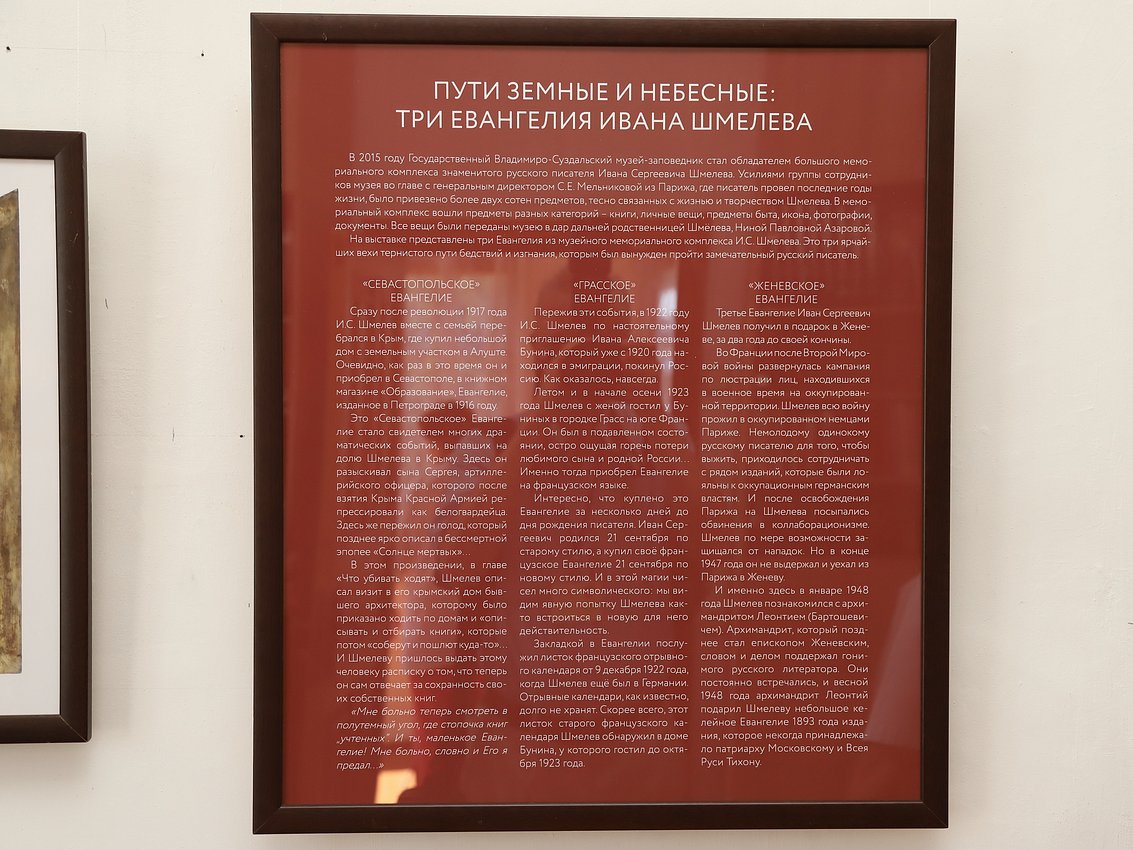 ПУТИ ЗЕМНЫЕ И НЕБЕСНЫЕ:
ТРИ ЕВАНГЕЛИЯ ИВАНА ШМЕЛЕВА
В 2015 году Государственный Владимиро-Суздальский музей-заповедник стал обладателем большого мемо-
риального комплекса знаменитого русского писателя Ивана Сергеевича Шмелева. Усилиями группы сотрудни-
ков музея во главе с генеральным директором С.Е. Мельниковой из Парижа, где писатель провел последние годы
жизни, было привезено более двух сотен предметов, тесно связанных с жизнью и творчеством Шмелева. В мемо-
риальный комплекс вошли предметы разных категорий – книги, личные вещи, предметы быта, икона, фотографии,
документы. Все вещи были переданы музею в дар дальней родственницей Шмелева, Ниной Павловной Азаровой.
На выставке представлены три Евангелия из музейного мемориального комплекса И.С. Шмелева. Это три ярчай-
ших вехи тернистого пути бедствий и изгнания, которым был вынужден пройти замечательный русский писатель.
«СЕВАСТОПОЛЬСКОЕ»
ЕВАНГЕЛИЕ
Сразу после революции 1917 года
И.С. Шмелев вместе с семьей пере-
брался в Крым, где купил небольшой
дом с земельным участком в Алуште.
Очевидно, как раз в это время он и
приобрел в Севастополе, в книжном
магазине «Образование», Евангелие,
изданное в Петрограде в 1916 году.
Это «Севастопольское» Еванге-
лие стало свидетелем многих дра-
матических событий, выпавших на
долю Шмелева в Крыму. Здесь он
разыскивал сына Сергея, артилле-
рийского офицера, которого после
взятия Крыма Красной Армией ре-
прессировали как белогвардейца.
Здесь же пережил он голод, который
позднее ярко описал в бессмертной
эпопее «Солнце мертвых»...
В этом произведении, в главе
«Что убивать ходят», Шмелев опи-
сал визит в его крымский дом быв-
шего архитектора, которому было
приказано ходить по домам и «опи-
сывать и отбирать книги», которые
потом «соберут и пошлют куда-то»...
И Шмелеву пришлось выдать этому
человеку расписку о том, что теперь
он сам отвечает за сохранность сво-
их собственных книг.
«Мне больно теперь смотреть в
полутемный угол, где стопочка книг
„учтенных“. И ты, маленькое Еван-
гелие! Мне больно, словно и Его я
предал...»
«ГРАССКОЕ»
ЕВАНГЕЛИЕ
Пережив эти события, в 1922 году
И.С. Шмелев по настоятельному
приглашению Ивана Алексеевича
Бунина, который уже с 1920 года на-
ходился в эмиграции, покинул Рос-
сию. Как оказалось, навсегда.
Летом и в начале осени 1923
года Шмелев с женой гостил у Бу-
ниных в городке Грасс на юге Фран-
ции. Он был в подавленном состо-
янии, остро ощущая горечь потери
любимого сына и родной России...
Именно тогда приобрел Евангелие
на французском языке.
Интересно, что куплено это
Евангелие за несколько дней до
дня рождения писателя. Иван Сер-
геевич родился 21 сентября по
старому стилю, а купил своё фран-
цузское Евангелие 21 сентября по
новому стилю. И в этой магии чи-
сел много символического: мы ви-
дим явную попытку Шмелева как-
то встроиться в новую для него
действительность.
Закладкой в Евангелии послу-
жил листок французского отрывно-
го календаря от 9 декабря 1922 года,
когда Шмелев ещё был в Германии.
Отрывные календари, как известно,
долго не хранят. Скорее всего, этот
листок старого французского ка-
лендаря Шмелев обнаружил в доме
Бунина, у которого гостил до октя-
бря 1923 года.
«ЖЕНЕВСКОЕ»
ЕВАНГЕЛИЕ
Третье Евангелие Иван Сергеевич
Шмелев получил в подарок в Жене-
ве, за два года до своей кончины.
Во Франции после Второй Миро-
вой войны развернулась кампания
по люстрации лиц, находившихся
в военное время на оккупирован-
ной территории. Шмелев всю войну
прожил в оккупированном немцами
Париже. Немолодому одинокому
русскому писателю для того, чтобы
выжить, приходилось сотрудничать
с рядом изданий, которые были ло-
яльны к оккупационным германским
властям. И после освобождения
Парижа на Шмелева посыпались
обвинения в коллаборационизме.
Шмелев по мере возможности за-
щищался от нападок. Но в конце
1947 года он не выдержал и уехал из
Парижа в Женеву.
И именно здесь в январе 1948
года Шмелев познакомился с архи-
мандритом Леонтием (Бартошеви-
чем). Архимандрит, который позд-
нее стал епископом Женевским,
словом и делом поддержал гони-
мого русского литератора. Они
постоянно встречались, и весной
1948 года архимандрит Леонтий
подарил Шмелеву небольшое ке-
лейное Евангелие 1893 года изда-
ния, которое некогда принадлежа-
ло патриарху Московскому и Всея
Руси Тихону.